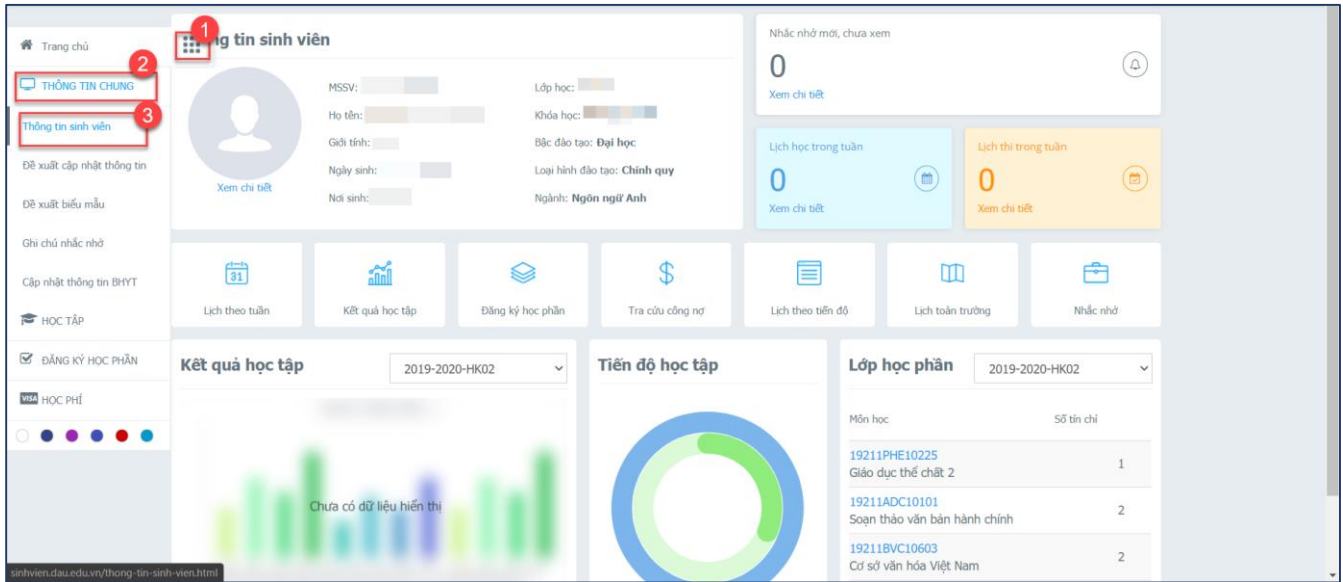 Trang chủ
2
THÔNG TIN CHUNG
Thông tin sinh viên
3
Đề xuất cập nhật thông tin
Đề xuất biểu mẫu
Ghi chú nhắc nhở
Cập nhật thông tin BHYT
HỌC TẬP
ĐĂNG KÝ HỌC PHẦN
VISA HỌC PHÍ
1
ng tin sinh viên
Xem chi tiết
MSSV:
Họ tên:
Giới tính:
Ngày sinh:
Nơi sinh:
Lớp học:
Khóa học:
Bậc đào tạo: Đại học
Loại hình đào tạo: Chính quy
Ngành: Ngôn ngữ Anh
Nhắc nhở mới, chưa xem
0
Xem chi tiết
Lịch học trong tuần
0
Xem chi tiết
Lịch thi trong tuần
0
Xem chi tiết
31
Lịch theo tuần
Kết quả học tập
Đăng ký học phần
Tra cứu công nợ
Lịch theo tiến độ
Lịch toàn trường
Nhắc nhở
Kết quả học tập
2019-2020-HK02
Chưa có dữ liệu hiển thị
Tiến độ học tập
Lớp học phần
2019-2020-HK02
Môn học Số tín chỉ
19211PHE10225
Giáo dục thể chất 2 1
19211ADC10101
Soạn thảo văn bản hành chính 2
19211BVC10603
Cơ sở văn hóa Việt Nam 2
sinhvien.dau.edu.vn/thong-tin-sinh-vien.html